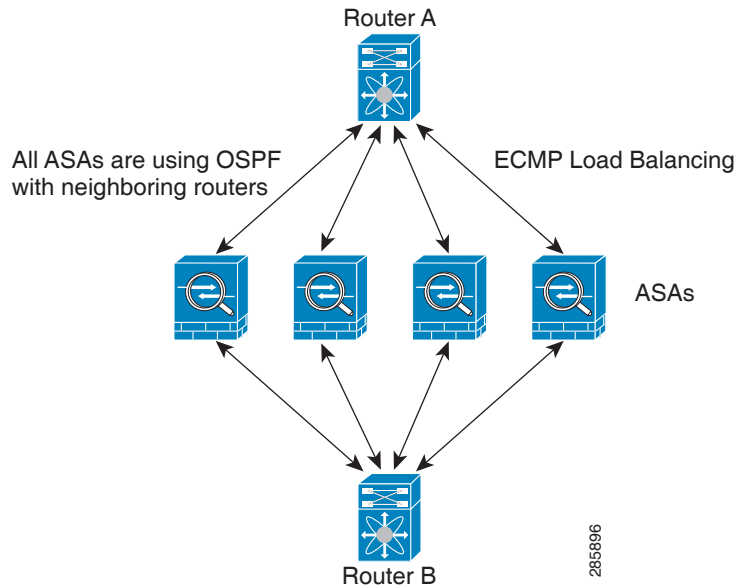 Router A
All ASAs are using OSPF
with neighboring routers
ECMP Load Balancing
ASAs
Router B
285896